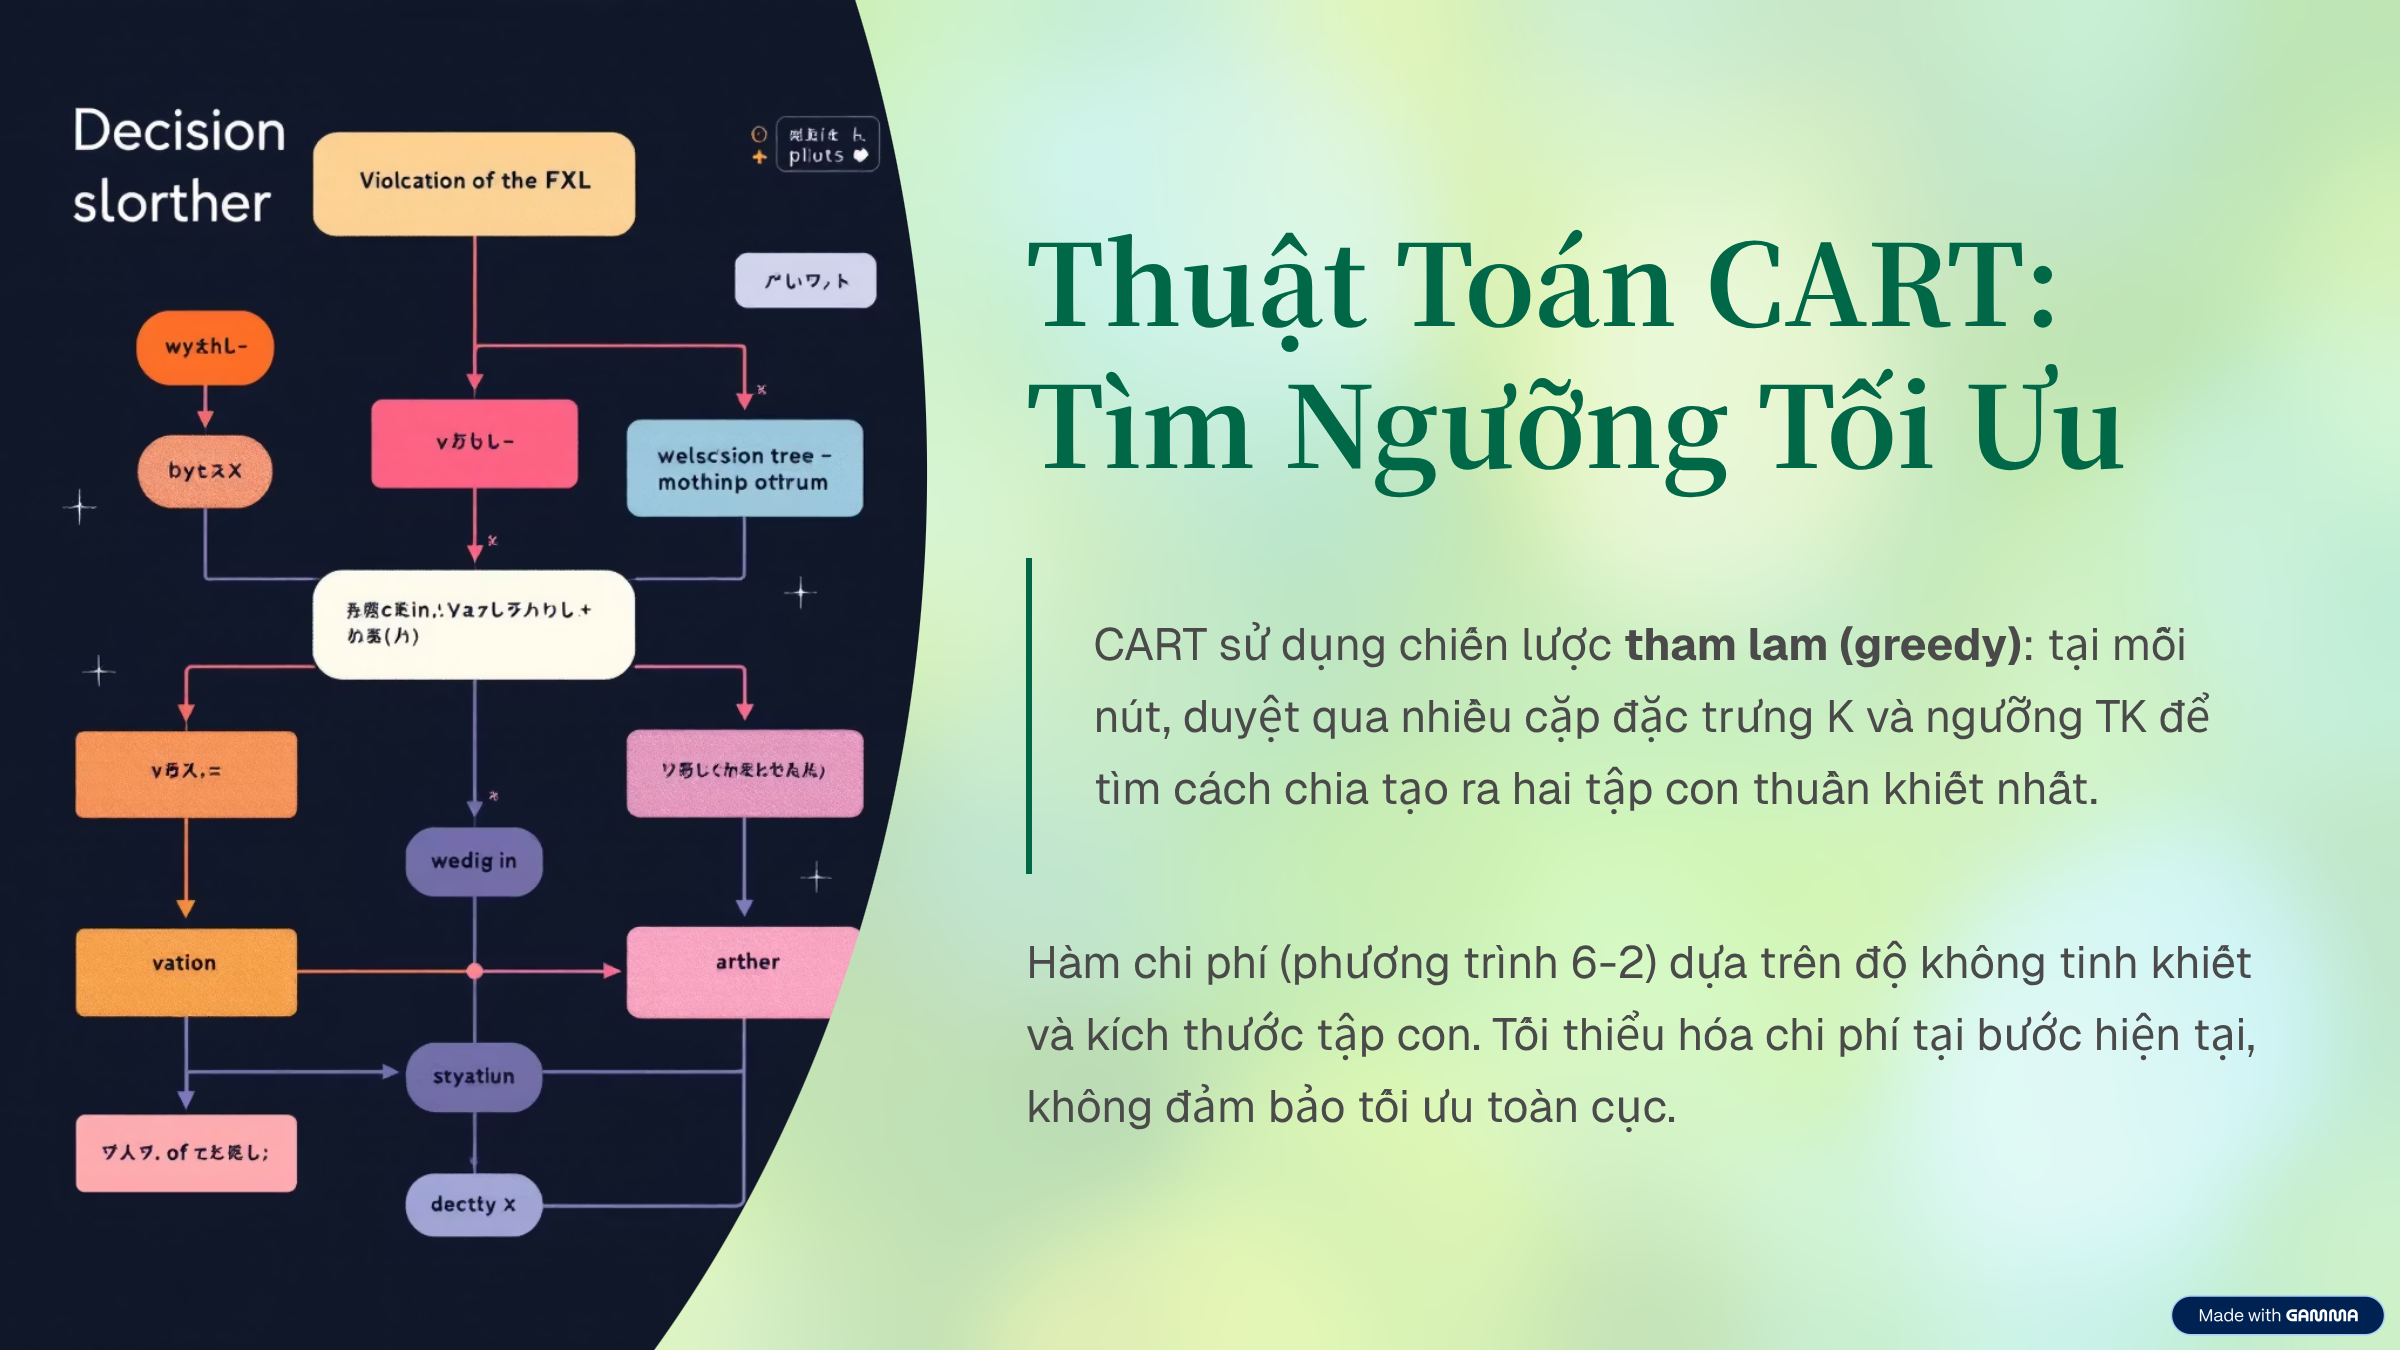 Decision
slorther
Violcation of the FXL
pliots
welscsion tree -
mothinp ottrum
wedig in
vation
arther
styatiun
of
dectty x
Thuật Toán CART:
Tìm Ngưỡng Tối Ưu
CART sử dụng chiến lược tham lam (greedy): tại mỗi
nút, duyệt qua nhiều cặp đặc trưng K và ngưỡng TK để
tìm cách chia tạo ra hai tập con thuần khiết nhất.
Hàm chi phí (phương trình 6-2) dựa trên độ không tinh khiết
và kích thước tập con. Tối thiểu hóa chi phí tại bước hiện tại,
không đảm bảo tối ưu toàn cục.
Made with GAMMA